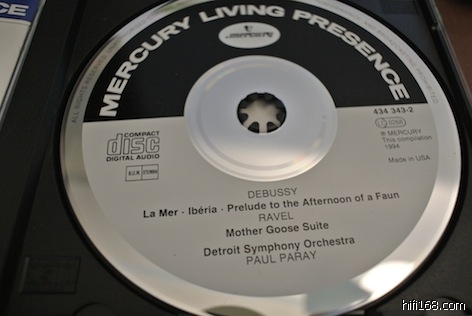 MERCURY LIVING PRESENCE
MERCURY
434 343-2
LC 0268
Ⓟ MERCURY
This compilation
1994
Made in USA
COMPACT
disc
DIGITAL AUDIO
DEBUSSY
La Mer · Ibéria · Prelude to the Afternoon of a Faun
RAVEL
Mother Goose Suite
Detroit Symphony Orchestra
PAUL PARAY
hifi168.com